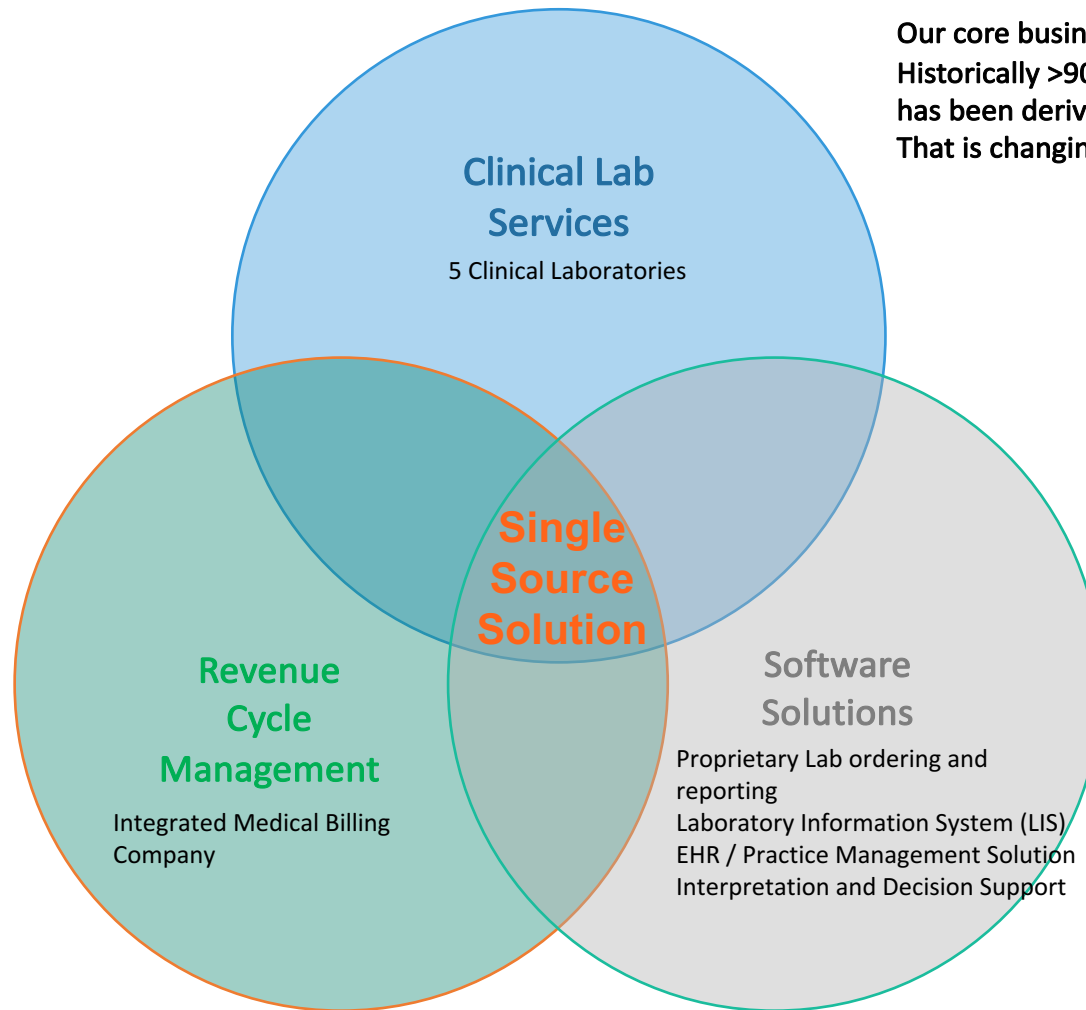 Our core busin
Historically >90
has been deriv
That is changin
Clinical Lab
Services
5 Clinical Laboratories
Single
Source
Solution
Revenue
Cycle
Management
Integrated Medical Billing
Company
Software
Solutions
Proprietary Lab ordering and
reporting
Laboratory Information System (LIS)
EHR / Practice Management Solution
Interpretation and Decision Support